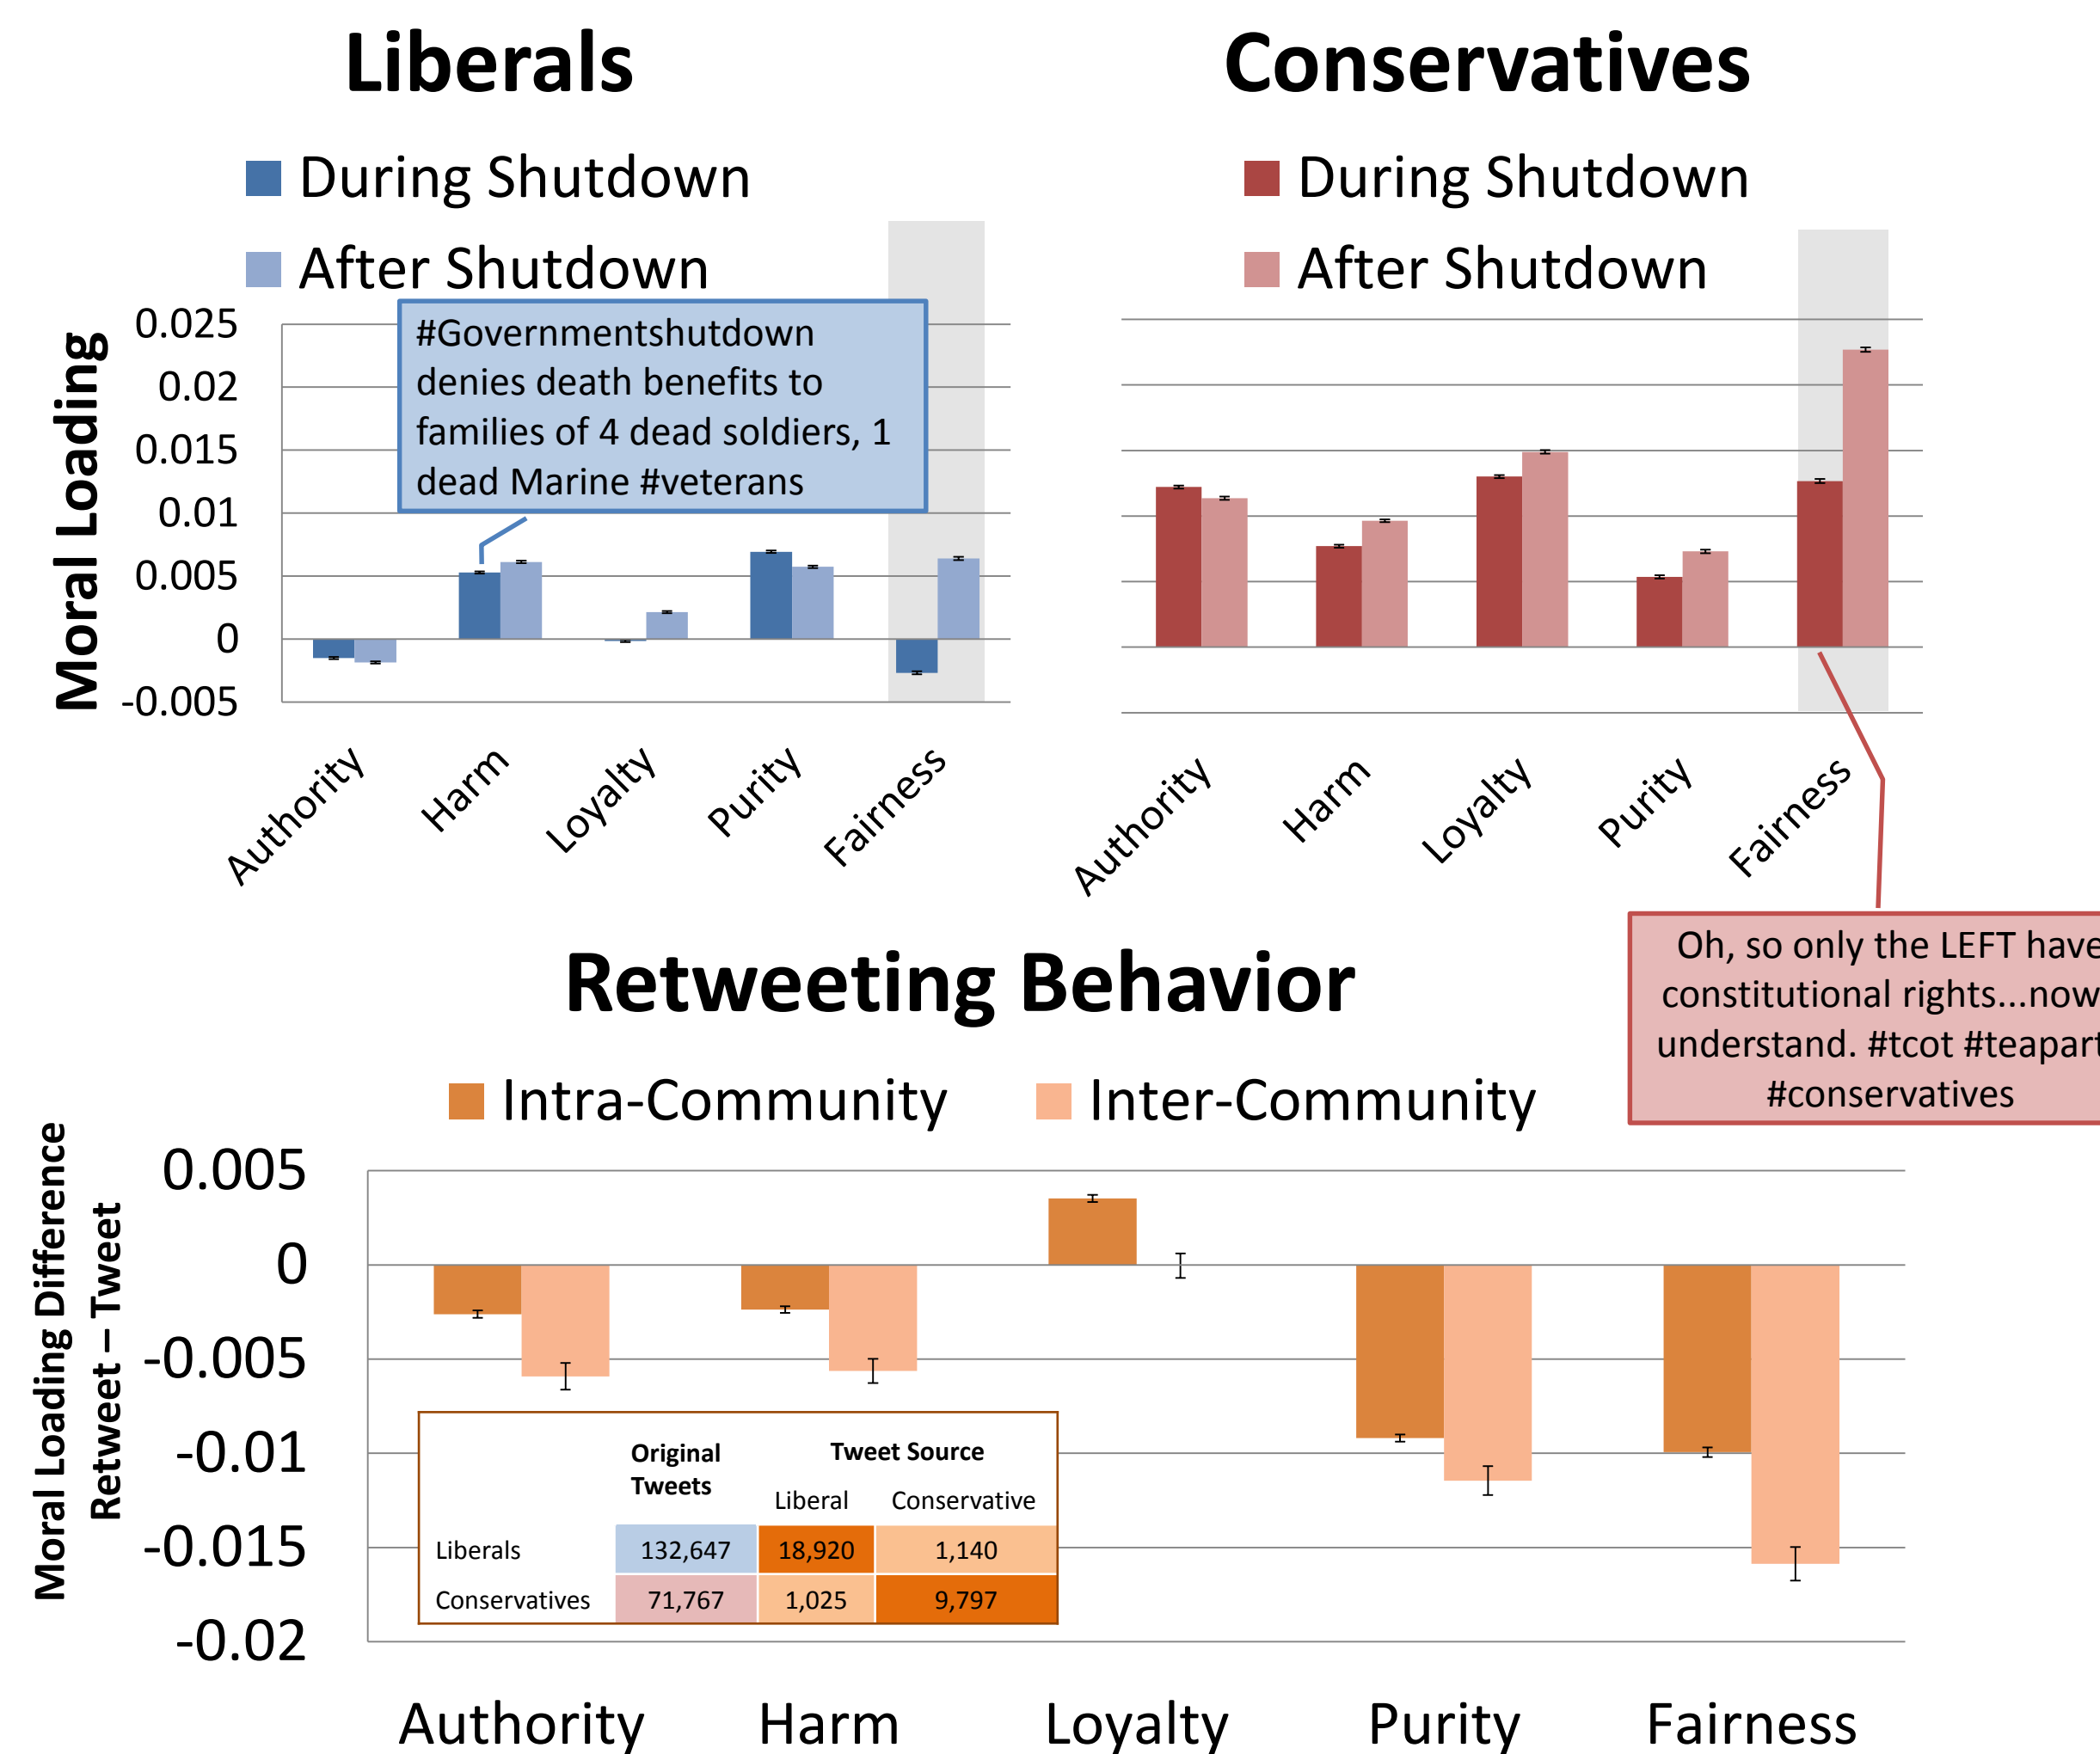 Liberals
During Shutdown
After Shutdown
Moral Loading
0.025
0.02
0.015
0.01
0.005
0
-0.005
#Governmentshutdown
denies death benefits to
families of 4 dead soldiers, 1
dead Marine #veterans
Authority
Harm
Loyalty
Purity
Fairness
Conservatives
During Shutdown
After Shutdown
Authority
Harm
Loyalty
Purity
Fairness
Oh, so only the LEFT have
constitutional rights...now
understand. #tcot #teapart
#conservatives
Retweeting Behavior
Intra-Community
Inter-Community
Moral Loading Difference
Retweet – Tweet
0.005
0
-0.005
-0.01
-0.015
-0.02
Original Tweet Source
Tweets
Liberal Conservative
Liberals 132,647 18,920 1,140
Conservatives 71,767 1,025 9,797
Authority
Harm
Loyalty
Purity
Fairness